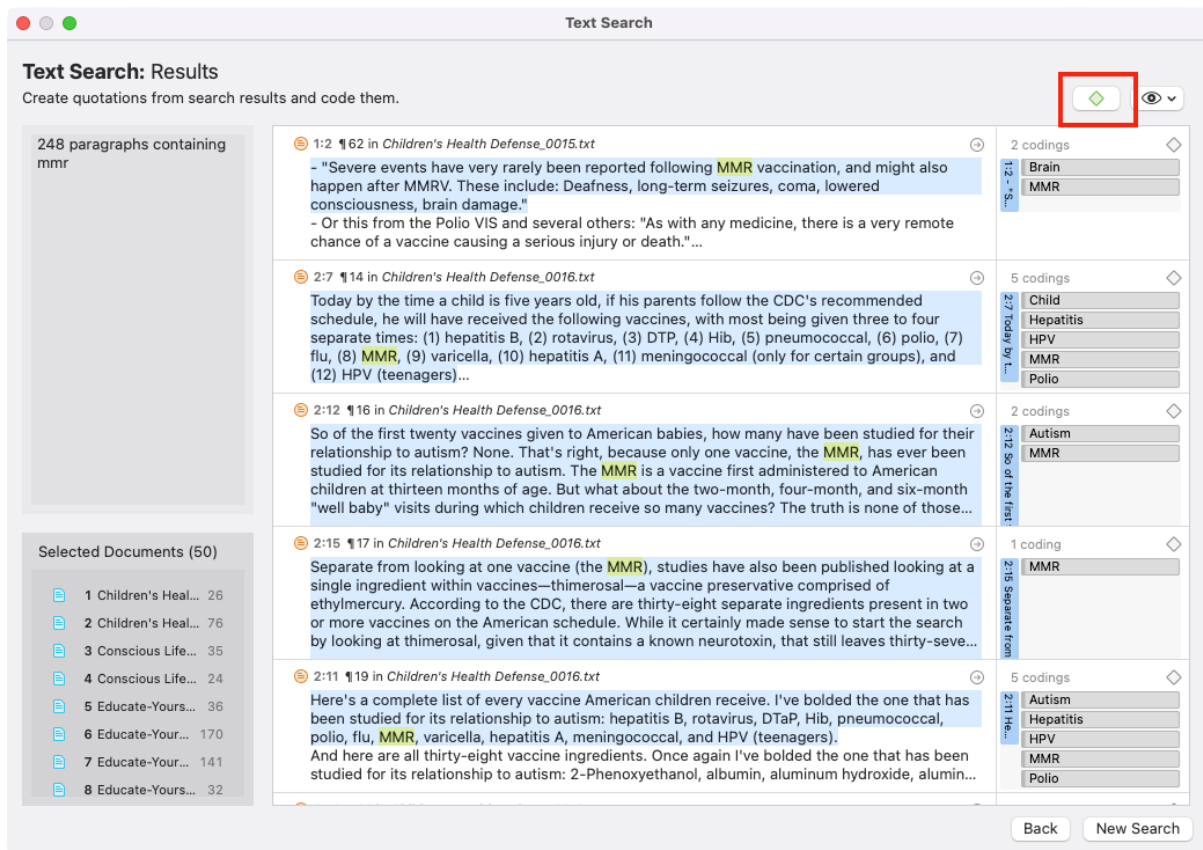 Text Search
Text Search: Results
Create quotations from search results and code them.
248 paragraphs containing
mmr
1:2 ¶62 in Children's Health Defense_0015.txt
- "Severe events have very rarely been reported following MMR vaccination, and might also
happen after MMRV. These include: Deafness, long-term seizures, coma, lowered
consciousness, brain damage."
- Or this from the Polio VIS and several others: "As with any medicine, there is a very remote
chance of a vaccine causing a serious injury or death."...
2 codings
1:2 - "S...
Brain
MMR
2:7 ¶14 in Children's Health Defense_0016.txt
Today by the time a child is five years old, if his parents follow the CDC's recommended
schedule, he will have received the following vaccines, with most being given three to four
separate times: (1) hepatitis B, (2) rotavirus, (3) DTP, (4) Hib, (5) pneumococcal, (6) polio, (7)
flu, (8) MMR, (9) varicella, (10) hepatitis A, (11) meningococcal (only for certain groups), and
(12) HPV (teenagers)...
5 codings
2:7 Today by t...
Child
Hepatitis
HPV
MMR
Polio
2:12 ¶16 in Children's Health Defense_0016.txt
So of the first twenty vaccines given to American babies, how many have been studied for their
relationship to autism? None. That's right, because only one vaccine, the MMR, has ever been
studied for its relationship to autism. The MMR is a vaccine first administered to American
children at thirteen months of age. But what about the two-month, four-month, and six-month
"well baby" visits during which children receive so many vaccines? The truth is none of those...
2 codings
2:12 So of the first
Autism
MMR
2:15 ¶17 in Children's Health Defense_0016.txt
Separate from looking at one vaccine (the MMR), studies have also been published looking at a
single ingredient within vaccines—thimerosal—a vaccine preservative comprised of
ethylmercury. According to the CDC, there are thirty-eight separate ingredients present in two
or more vaccines on the American schedule. While it certainly made sense to start the search
by looking at thimerosal, given that it contains a known neurotoxin, that still leaves thirty-seve...
1 coding
2:15 Separate from
MMR
2:11 ¶19 in Children's Health Defense_0016.txt
Here's a complete list of every vaccine American children receive. I've bolded the one that has
been studied for its relationship to autism: hepatitis B, rotavirus, DTaP, Hib, pneumococcal,
polio, flu, MMR, varicella, hepatitis A, meningococcal, and HPV (teenagers).
And here are all thirty-eight vaccine ingredients. Once again I've bolded the one that has been
studied for its relationship to autism: 2-Phenoxyethanol, albumin, aluminum hydroxide, alumin...
5 codings
2:11 He...
Autism
Hepatitis
HPV
MMR
Polio
Selected Documents (50)
1 Children's Heal... 26
2 Children's Heal... 76
3 Conscious Life... 35
4 Conscious Life... 24
5 Educate-Yours... 36
6 Educate-Your... 170
7 Educate-Your... 141
8 Educate-Yours... 32
Back
New Search